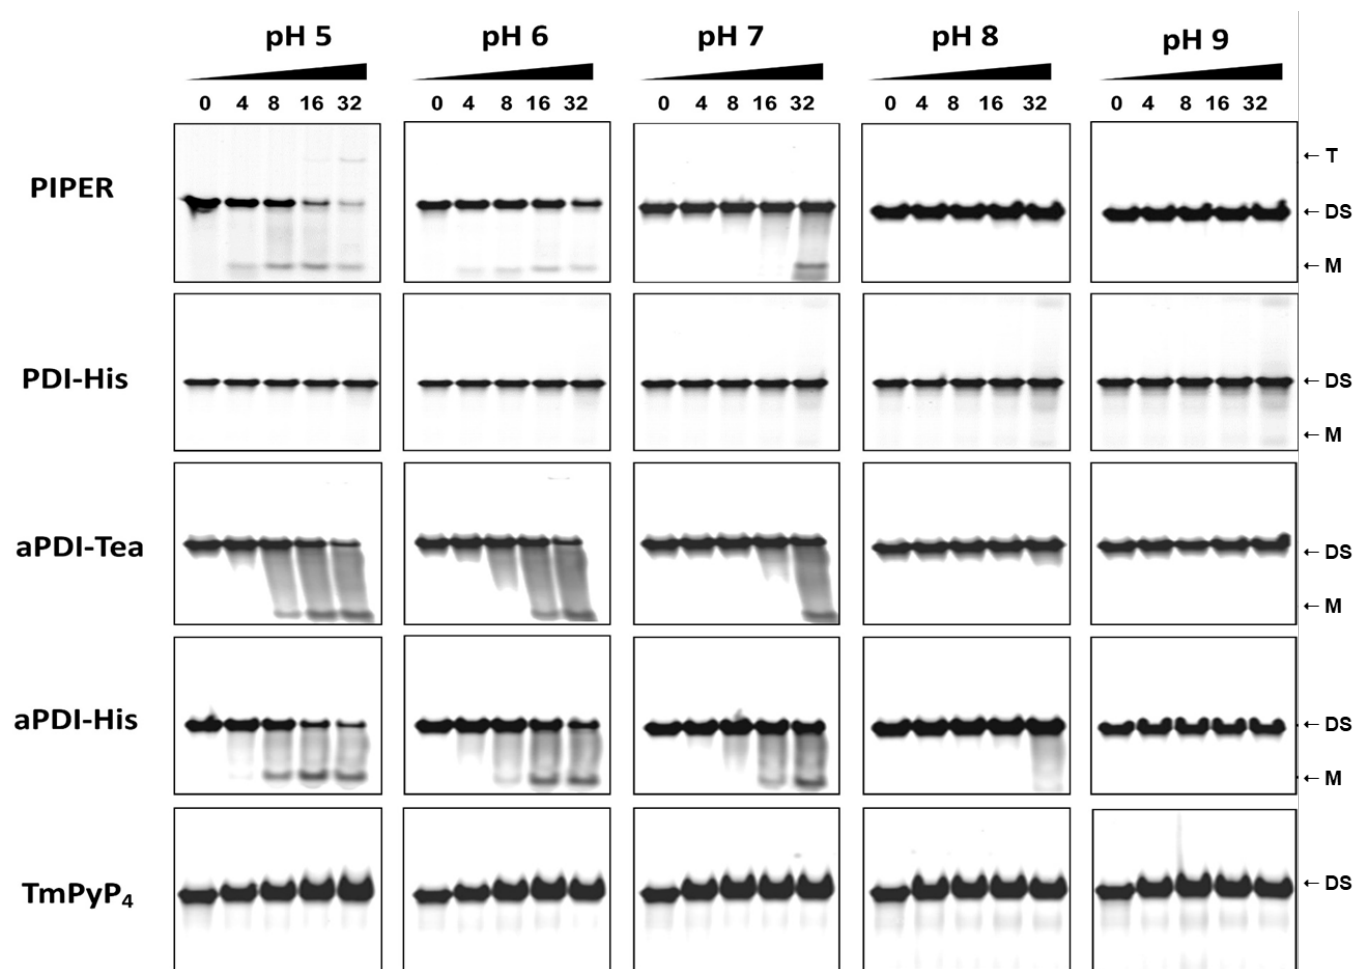 pH 5 pH 6 pH 7 pH 8 pH 9
0 4 8 16 32 0 4 8 16 32 0 4 8 16 32 0 4 8 16 32 0 4 8 16 32
← T
PIPER
← DS
← M
PDI-His
← DS
← M
aPDI-Tea
← DS
← M
aPDI-His
← DS
← M
TmPyP₄
← DS